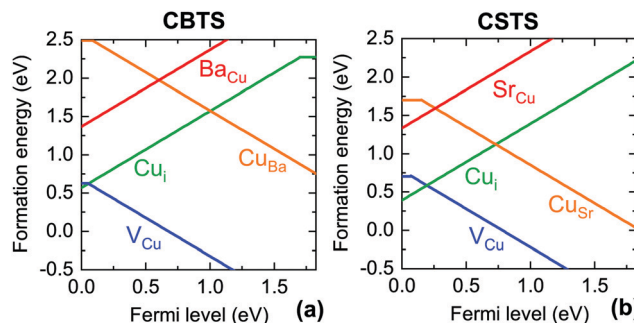 CBTS
CSTS
Formation energy (eV)
2.5
2.0
1.5
1.0
0.5
0.0
-0.5
Ba_Cu
Cu_Ba
Cu_i
V_Cu
0.0 0.5 1.0 1.5
Fermi level (eV)
(a)
Formation energy (eV)
2.5
2.0
1.5
1.0
0.5
0.0
-0.5
Sr_Cu
Cu_i
Cu_Sr
V_Cu
0.0 0.5 1.0 1.5
Fermi level (eV)
(b)